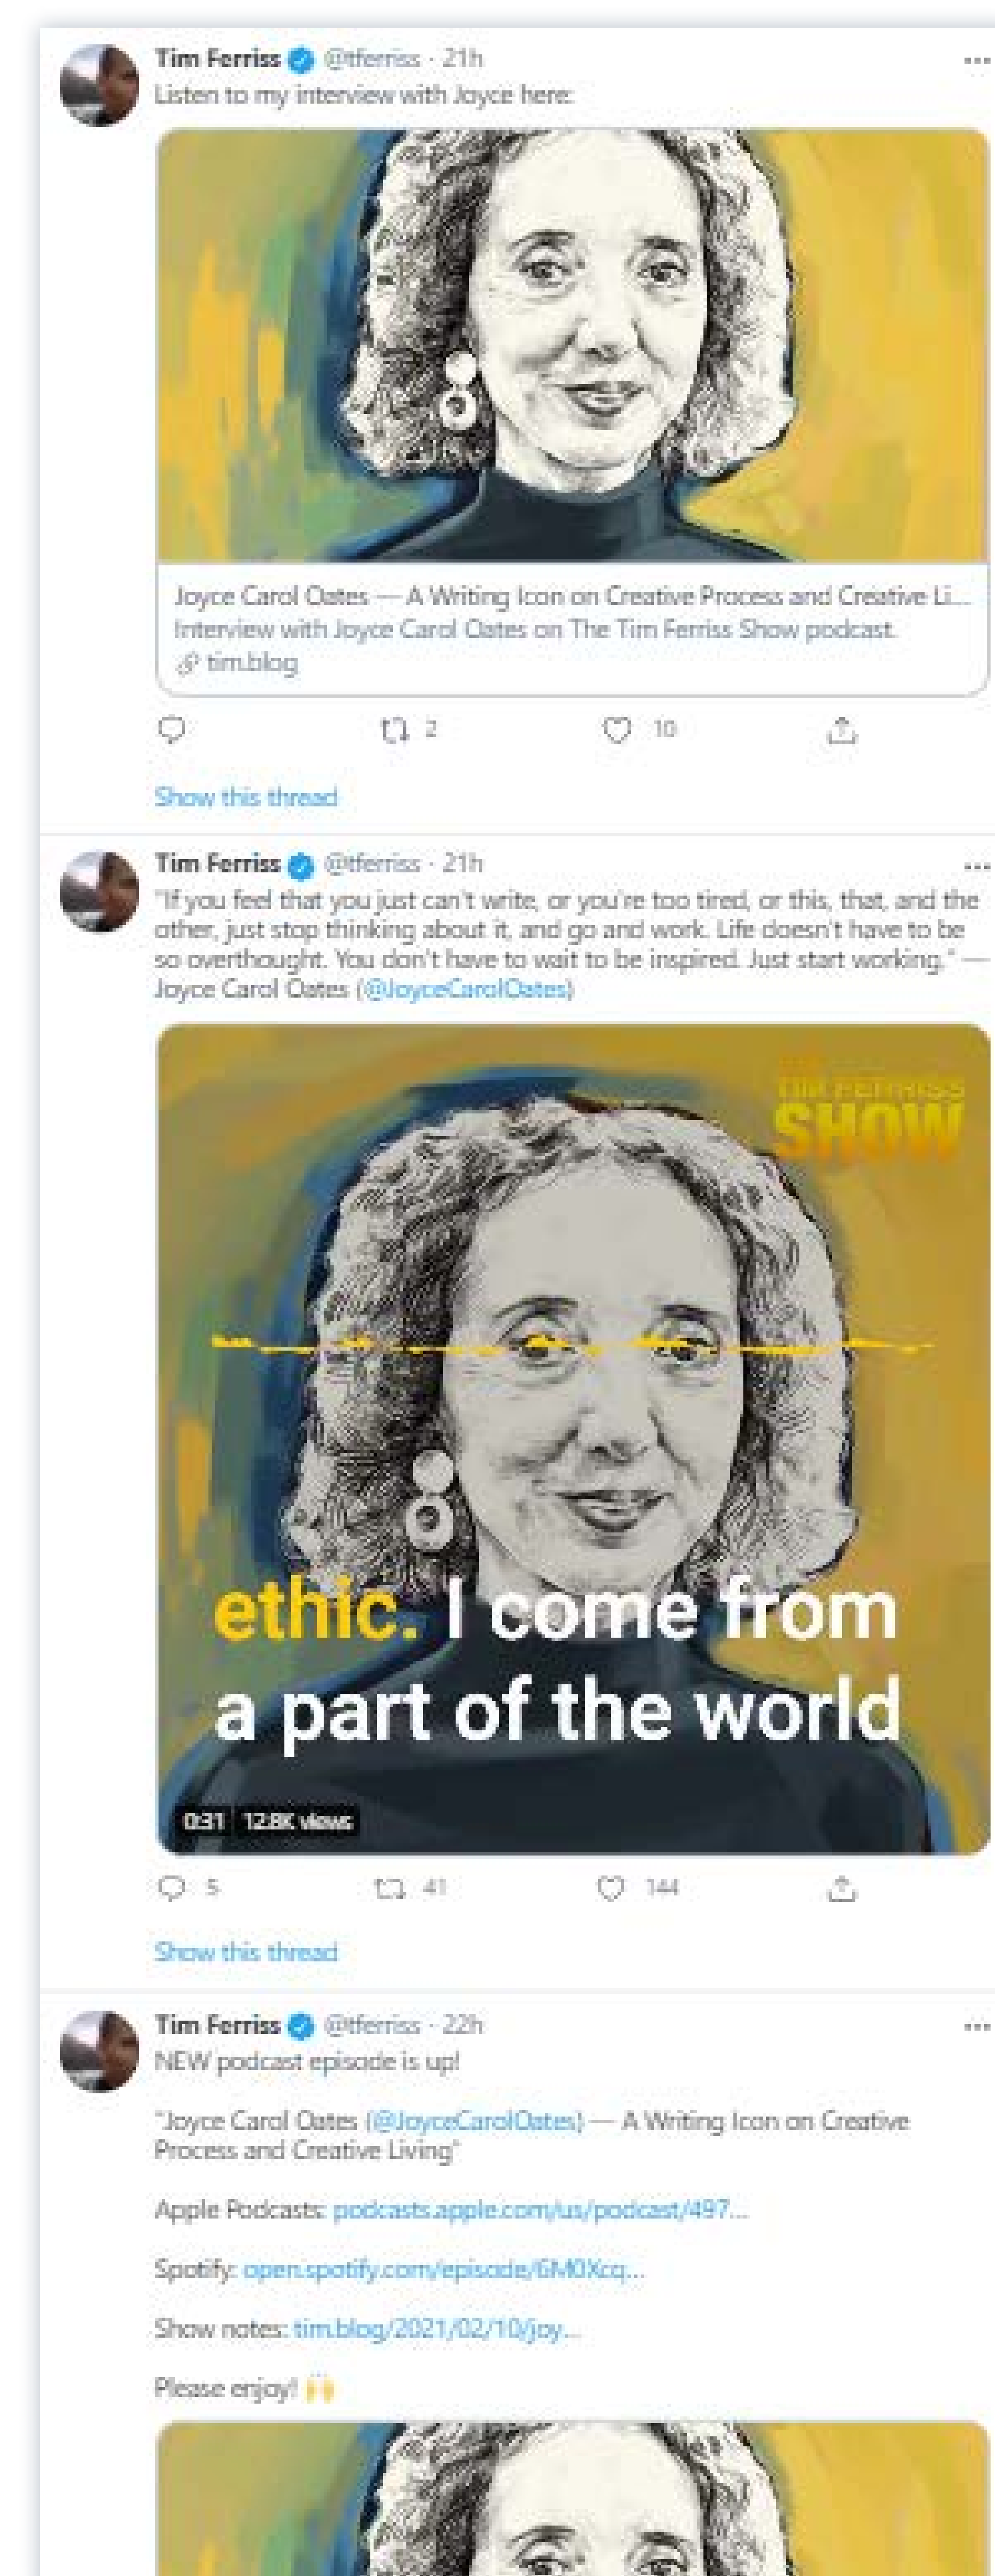 Tim Ferriss @tferriss · 21h
Listen to my interview with Joyce here:
Joyce Carol Oates — A Writing Icon on Creative Process and Creative Li...
Interview with Joyce Carol Oates on The Tim Ferriss Show podcast.
tim.blog
2 10
Show this thread
Tim Ferriss @tferriss · 21h
"If you feel that you just can't write, or you're too tired, or this, that, and the
other, just stop thinking about it, and go and work. Life doesn't have to be
so overthought. You don't have to wait to be inspired. Just start working." —
Joyce Carol Oates (@JoyceCarolOates)
TIM FERRISS
SHOW
ethic. I come from
a part of the world
0:31 12.8K views
5 41 144
Show this thread
Tim Ferriss @tferriss · 22h
NEW podcast episode is up!
"Joyce Carol Oates (@JoyceCarolOates) — A Writing Icon on Creative
Process and Creative Living"
Apple Podcasts: podcasts.apple.com/us/podcast/497...
Spotify: open.spotify.com/episode/6M0Xcq...
Show notes: tim.blog/2021/02/10/joy...
Please enjoy! 🙌